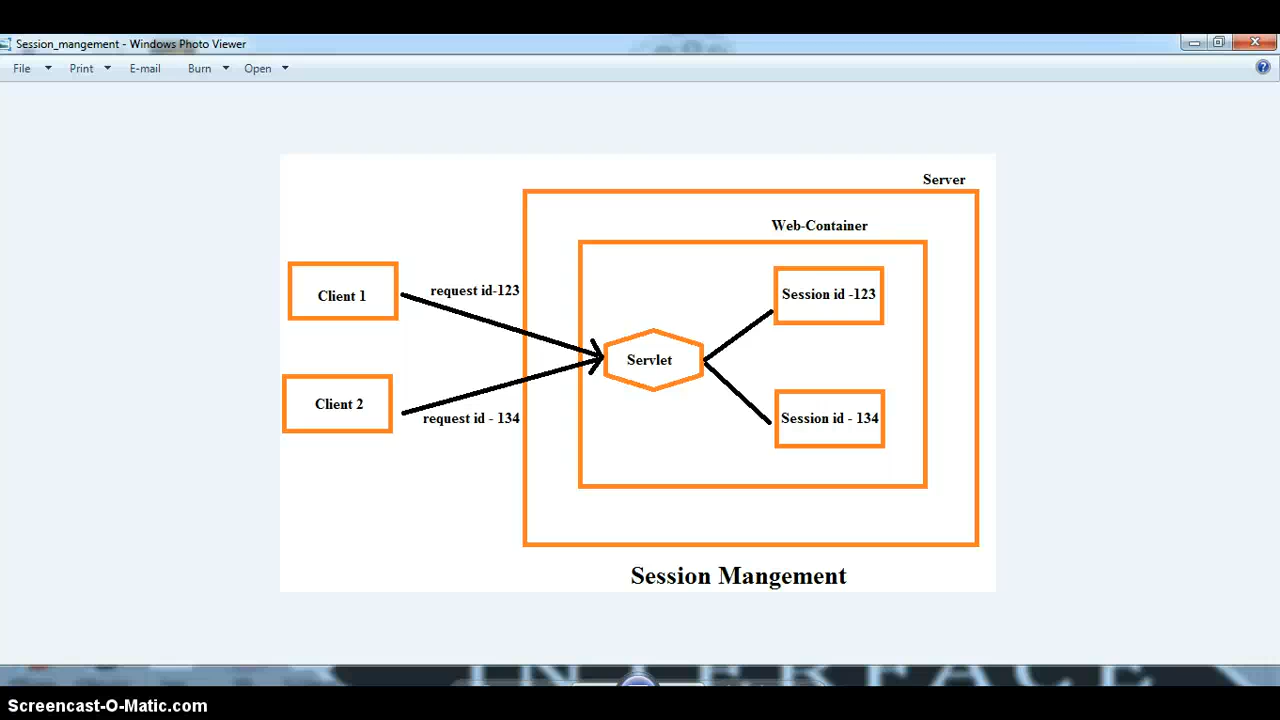 Session_mangement - Windows Photo Viewer
File Print E-mail Burn Open
Server
Web-Container
request id-123
Session id -123
Client 1
Servlet
Client 2
request id - 134
Session id - 134
Session Mangement
INTERFACE
Screencast-O-Matic.com